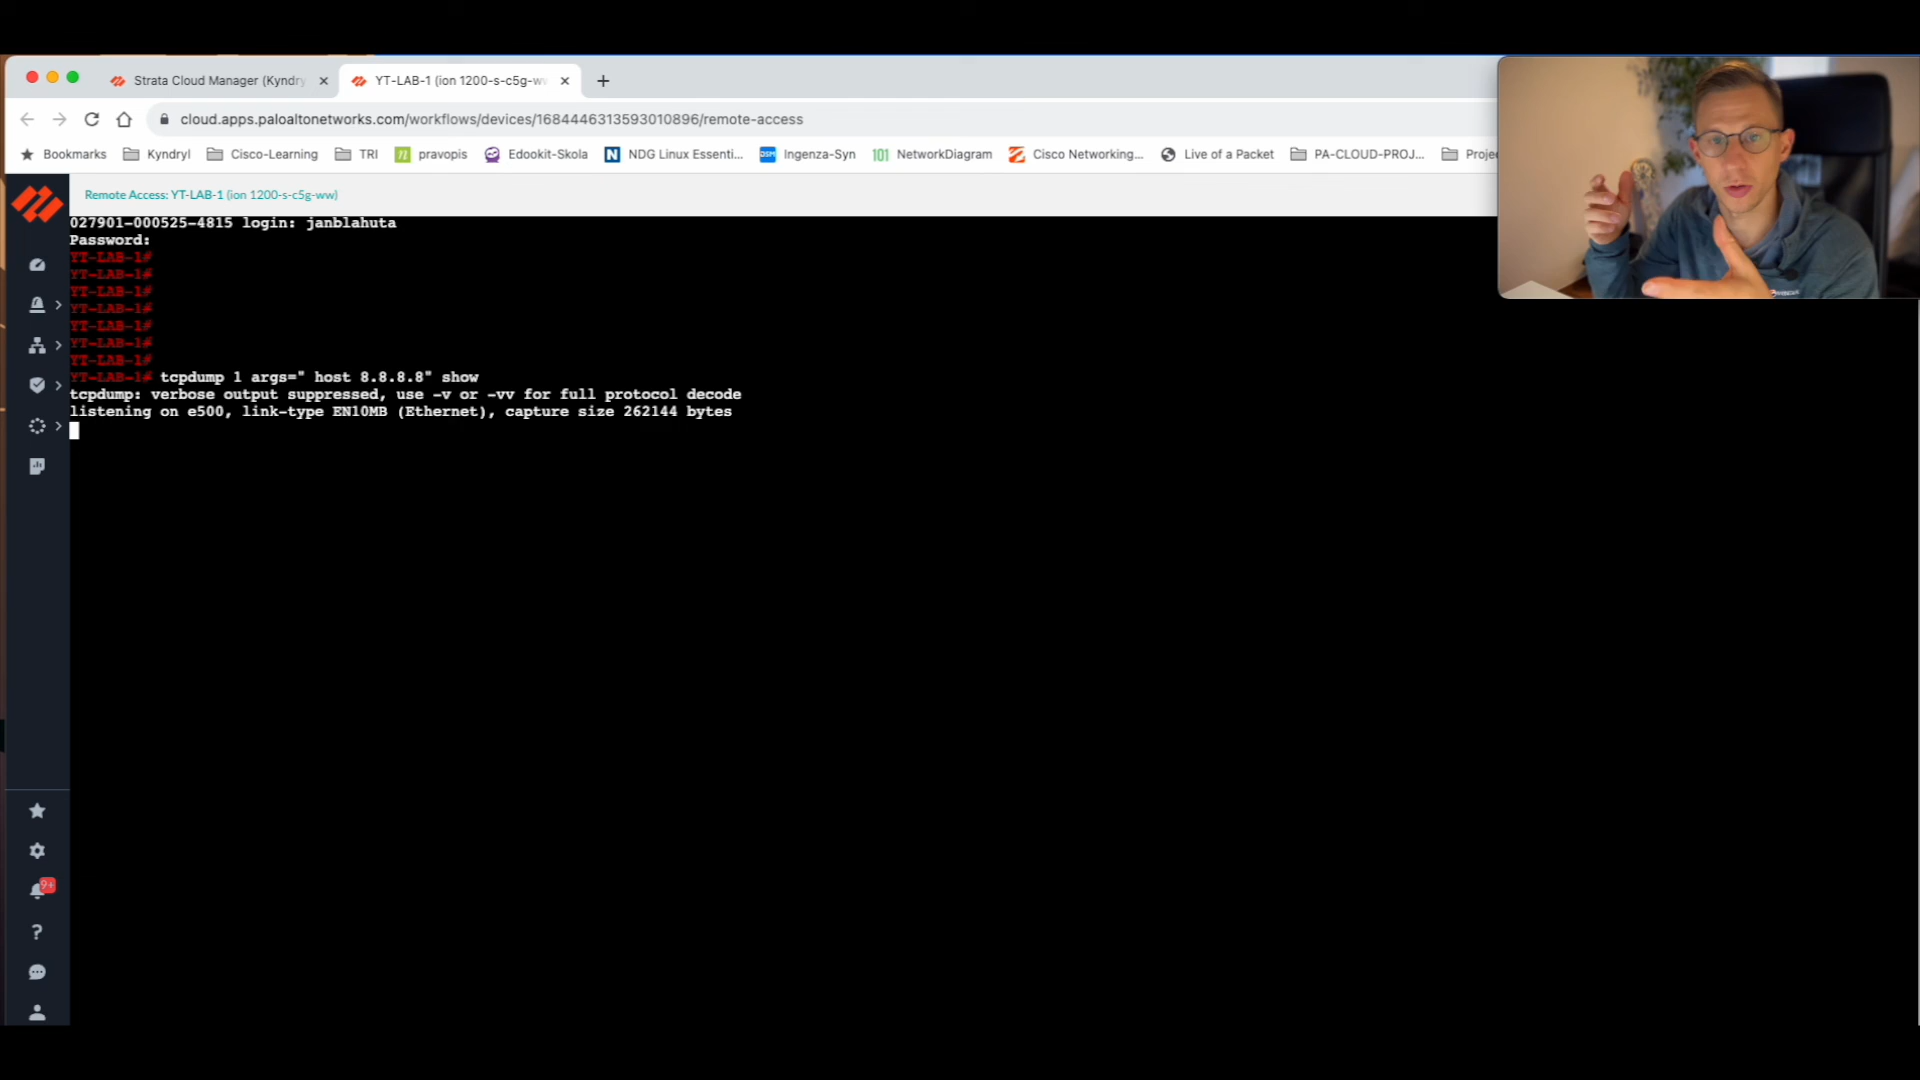 Strata Cloud Manager (Kyndry
YT-LAB-1 (ion 1200-s-c5g-ww
cloud.apps.paloaltonetworks.com/workflows/devices/1684446313593010896/remote-access
Bookmarks Kyndryl Cisco-Learning TRI n pravopis Edookit-Skola N NDG Linux Essenti... DSM Ingenza-Syn 101 NetworkDiagram Cisco Networking... Live of a Packet PA-CLOUD-PROJ... Proje
Remote Access: YT-LAB-1 (ion 1200-s-c5g-ww)
027901-000525-4815 login: janblahuta
Password:
YT-LAB-1#
YT-LAB-1#
YT-LAB-1#
YT-LAB-1#
YT-LAB-1#
YT-LAB-1#
YT-LAB-1#
YT-LAB-1# tcpdump 1 args=" host 8.8.8.8" show
tcpdump: verbose output suppressed, use -v or -vv for full protocol decode
listening on e500, link-type EN10MB (Ethernet), capture size 262144 bytes
9+
?